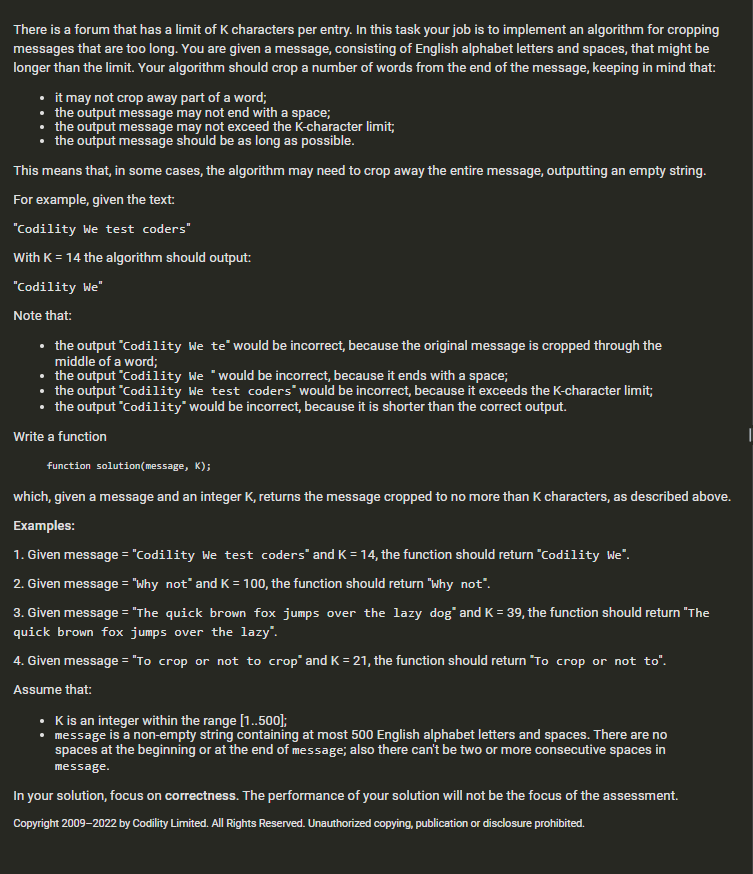 There is a forum that has a limit of K characters per entry. In this task your job is to implement an algorithm for cropping
messages that are too long. You are given a message, consisting of English alphabet letters and spaces, that might be
longer than the limit. Your algorithm should crop a number of words from the end of the message, keeping in mind that:
• it may not crop away part of a word;
• the output message may not end with a space;
• the output message may not exceed the K-character limit;
• the output message should be as long as possible.
This means that, in some cases, the algorithm may need to crop away the entire message, outputting an empty string.
For example, given the text:
"Codility We test coders"
With K = 14 the algorithm should output:
"Codility We"
Note that:
• the output "Codility We te" would be incorrect, because the original message is cropped through the
middle of a word;
• the output "Codility We " would be incorrect, because it ends with a space;
• the output "Codility We test coders" would be incorrect, because it exceeds the K-character limit;
• the output "Codility" would be incorrect, because it is shorter than the correct output.
Write a function
function solution(message, K);
which, given a message and an integer K, returns the message cropped to no more than K characters, as described above.
Examples:
1. Given message = "Codility We test coders" and K = 14, the function should return "Codility We".
2. Given message = "Why not" and K = 100, the function should return "Why not".
3. Given message = "The quick brown fox jumps over the lazy dog" and K = 39, the function should return "The
quick brown fox jumps over the lazy".
4. Given message = "To crop or not to crop" and K = 21, the function should return "To crop or not to".
Assume that:
• K is an integer within the range [1..500];
• message is a non-empty string containing at most 500 English alphabet letters and spaces. There are no
spaces at the beginning or at the end of message; also there can't be two or more consecutive spaces in
message.
In your solution, focus on correctness. The performance of your solution will not be the focus of the assessment.
Copyright 2009–2022 by Codility Limited. All Rights Reserved. Unauthorized copying, publication or disclosure prohibited.